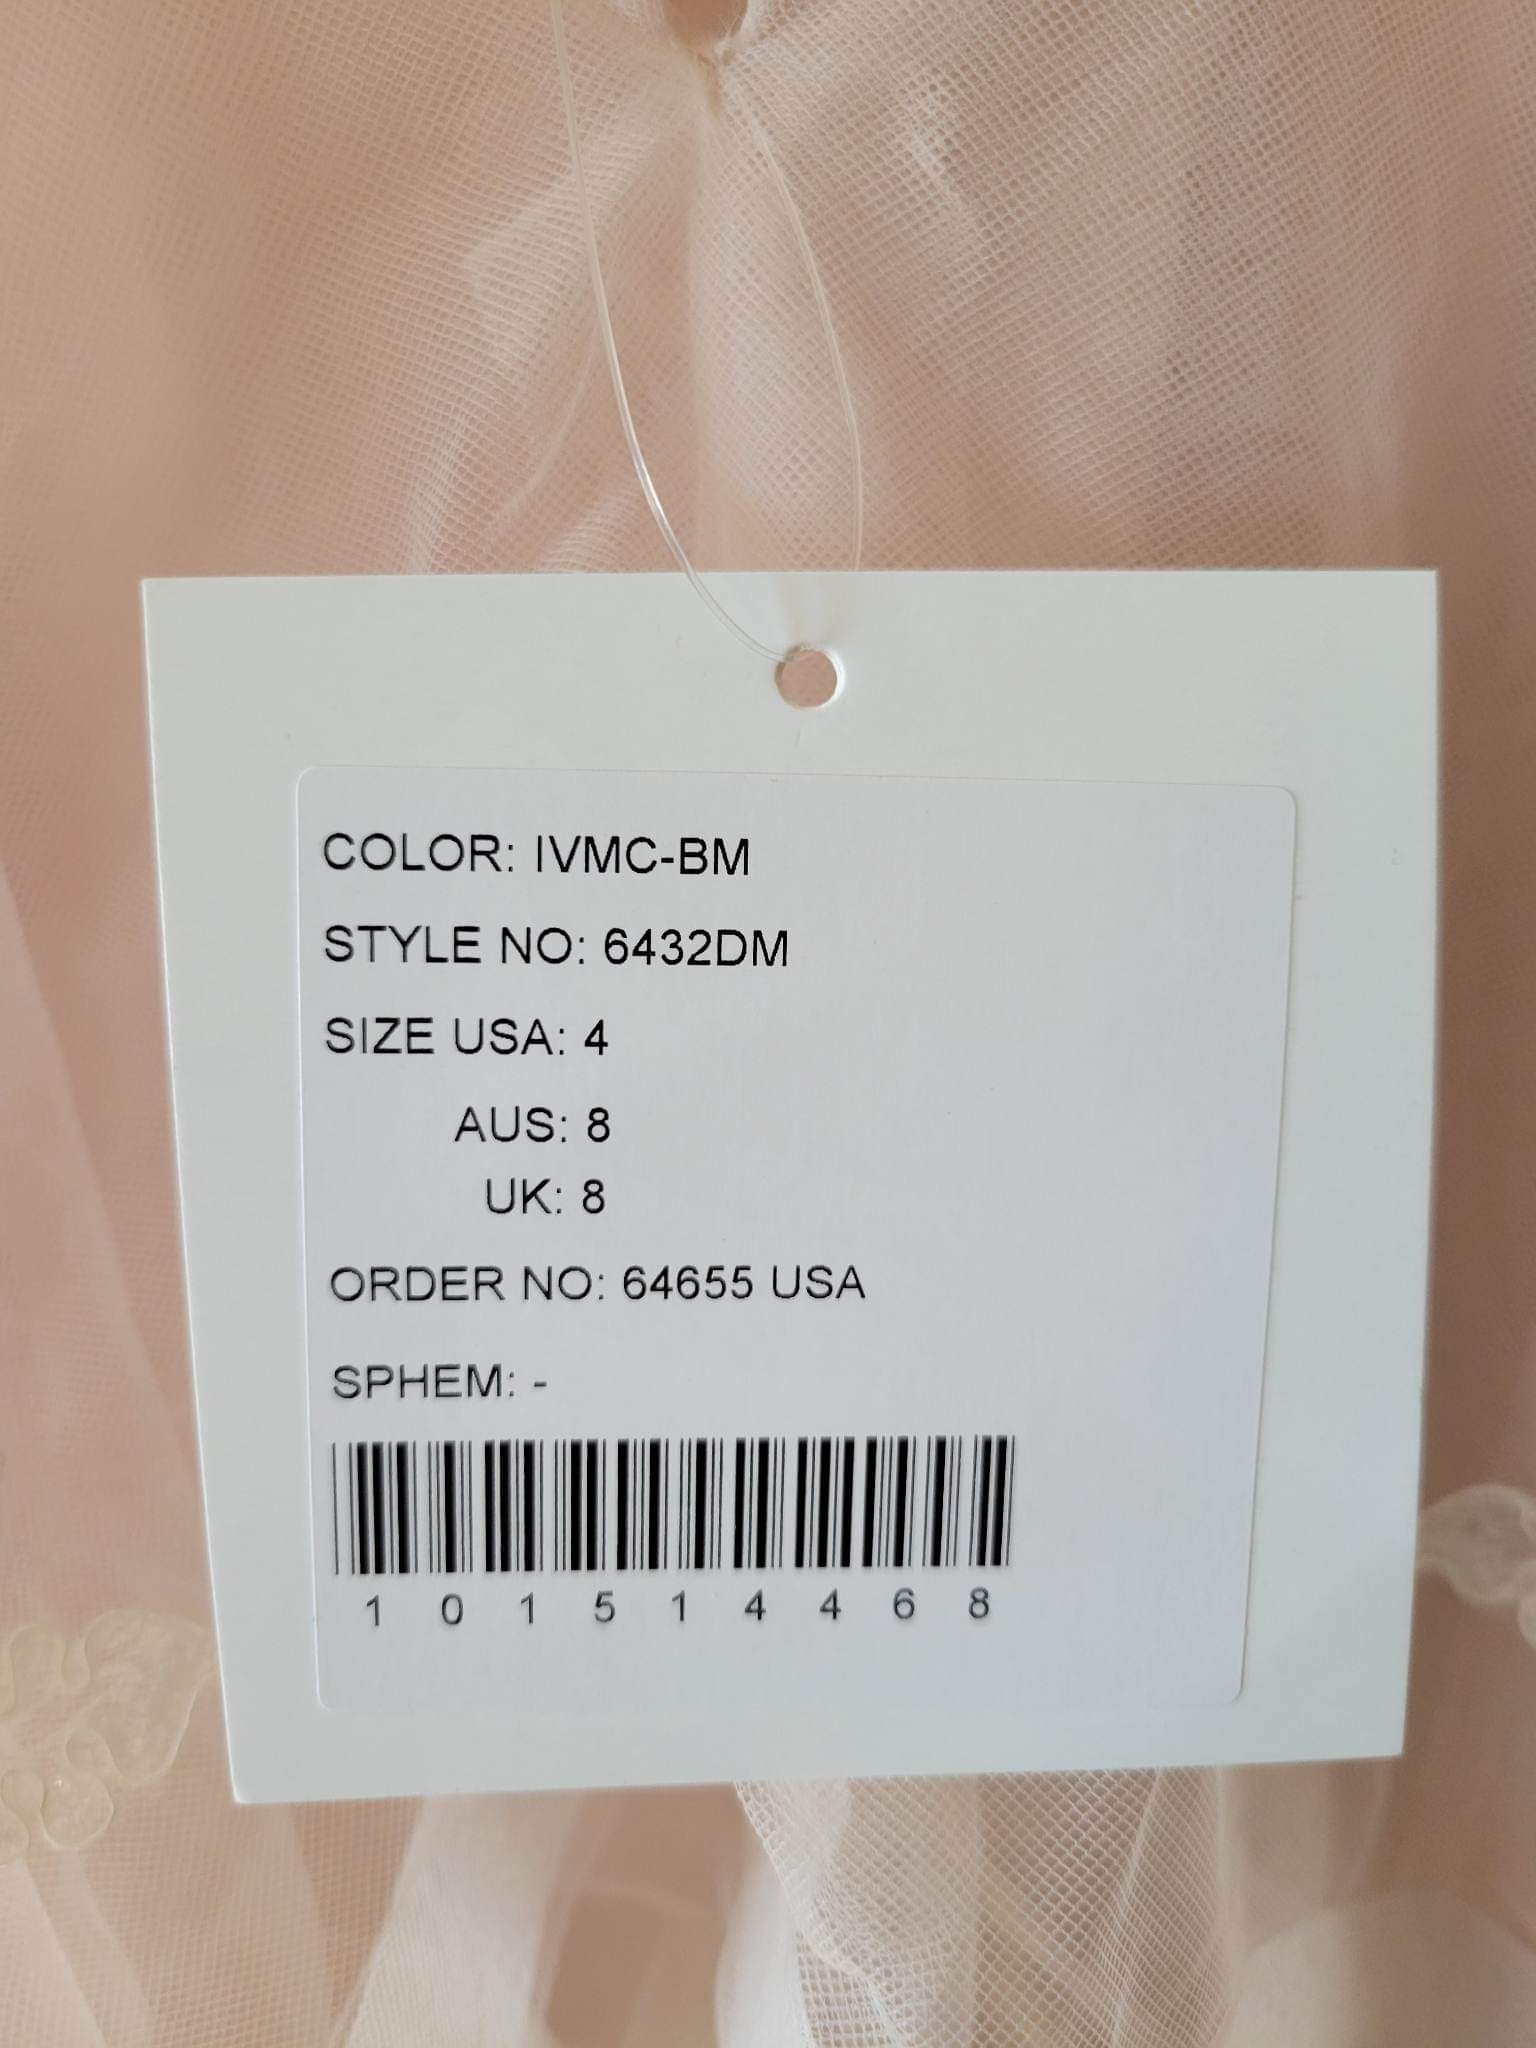 COLOR: IVMC-BM
STYLE NO: 6432DM
SIZE USA: 4
AUS: 8
UK: 8
ORDER NO: 64655 USA
SPHEM: -
1 0 1 5 1 4 4 6 8